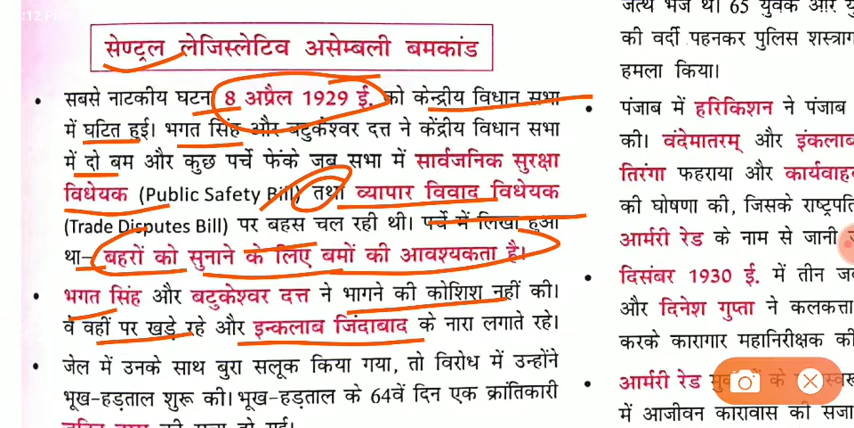 सेण्ट्रल लेजिस्लेटिव असेम्बली बमकांड
• सबसे नाटकीय घटना 8 अप्रैल 1929 ई. को केन्द्रीय विधान सभा
में घटित हुई। भगत सिंह और बटुकेश्वर दत्त ने केंद्रीय विधान सभा
में दो बम और कुछ पर्चे फेंके जब सभा में सार्वजनिक सुरक्षा
विधेयक (Public Safety Bill) तथा व्यापार विवाद विधेयक
(Trade Disputes Bill) पर बहस चल रही थी। पर्चे में लिखा हुआ
था– बहरों को सुनाने के लिए बमों की आवश्यकता है।
• भगत सिंह और बटुकेश्वर दत्त ने भागने की कोशिश नहीं की।
वे वहीं पर खड़े रहे और इन्कलाब जिंदाबाद के नारा लगाते रहे।
• जेल में उनके साथ बुरा सलूक किया गया, तो विरोध में उन्होंने
भूख-हड़ताल शुरू की। भूख-हड़ताल के 64वें दिन एक क्रांतिकारी
जत्थे भेजे थे। 65 युवक और
की वर्दी पहनकर पुलिस
हमला किया।
• पंजाब में हरिकिशन ने पंजाब
की। वंदेमातरम् और
तिरंगा फहराया और
की घोषणा की, जिसके
आर्मरी रेड के नाम से जानी
• दिसंबर 1930 ई. में तीन
और दिनेश गुप्ता ने कलकत्ता
करके कारागार महानिरीक्षक की
• आर्मरी रेड के
में आजीवन कारावास की सजा